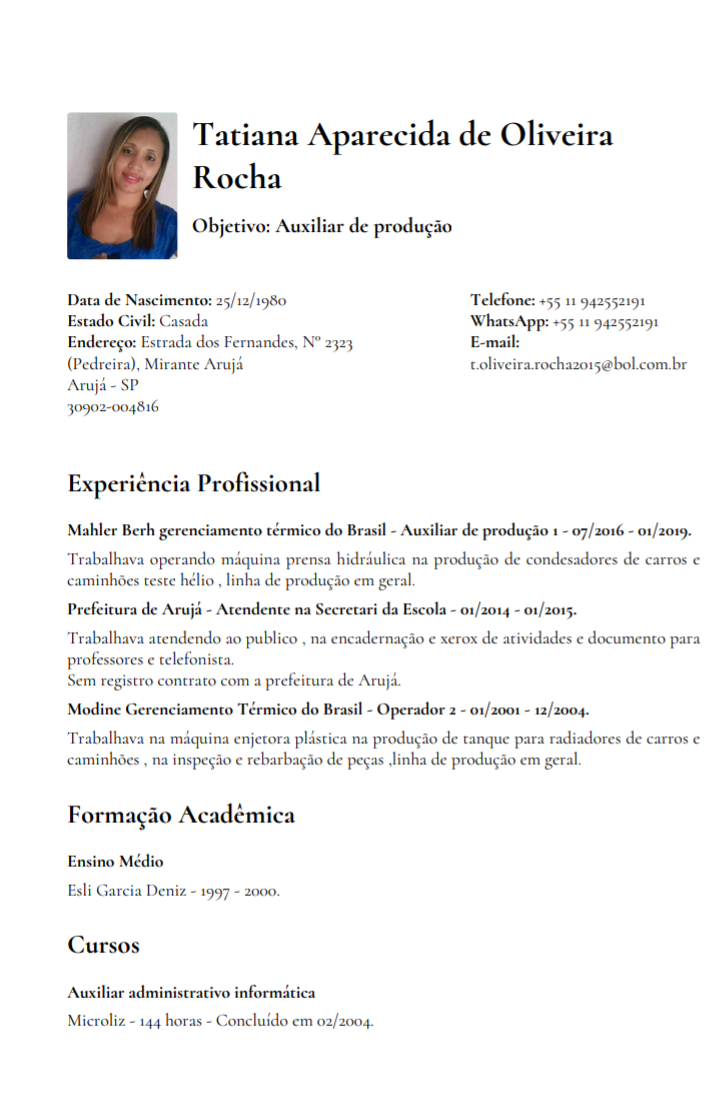 Tatiana Aparecida de Oliveira
Rocha
Objetivo: Auxiliar de produção
Data de Nascimento: 25/12/1980
Estado Civil: Casada
Endereço: Estrada dos Fernandes, Nº 2323
(Pedreira), Mirante Arujá
Arujá - SP
30902-004816
Telefone: +55 11 942552191
WhatsApp: +55 11 942552191
E-mail:
t.oliveira.rocha2015@bol.com.br
Experiência Profissional
Mahler Berh gerenciamento térmico do Brasil - Auxiliar de produção 1 - 07/2016 - 01/2019.
Trabalhava operando máquina prensa hidráulica na produção de condesadores de carros e
caminhões teste hélio , linha de produção em geral.
Prefeitura de Arujá - Atendente na Secretari da Escola - 01/2014 - 01/2015.
Trabalhava atendendo ao publico , na encadernação e xerox de atividades e documento para
professores e telefonista.
Sem registro contrato com a prefeitura de Arujá.
Modine Gerenciamento Térmico do Brasil - Operador 2 - 01/2001 - 12/2004.
Trabalhava na máquina enjetora plástica na produção de tanque para radiadores de carros e
caminhões , na inspeção e rebarbação de peças ,linha de produção em geral.
Formação Acadêmica
Ensino Médio
Esli Garcia Deniz - 1997 - 2000.
Cursos
Auxiliar administrativo informática
Microliz - 144 horas - Concluído em 02/2004.